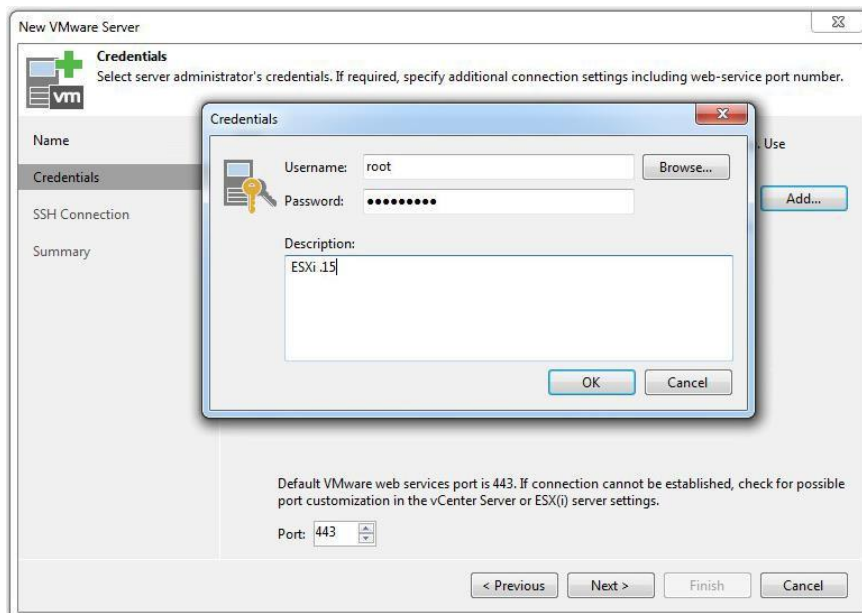 New VMware Server
Credentials
Select server administrator's credentials. If required, specify additional connection settings including web-service port number.
vm
Name
Credentials
SSH Connection
Summary
. Use
Add...
Credentials
Username: root Browse...
Password: •••••••••
Description:
ESXi .15
OK Cancel
Default VMware web services port is 443. If connection cannot be established, check for possible
port customization in the vCenter Server or ESX(i) server settings.
Port: 443
< Previous Next > Finish Cancel